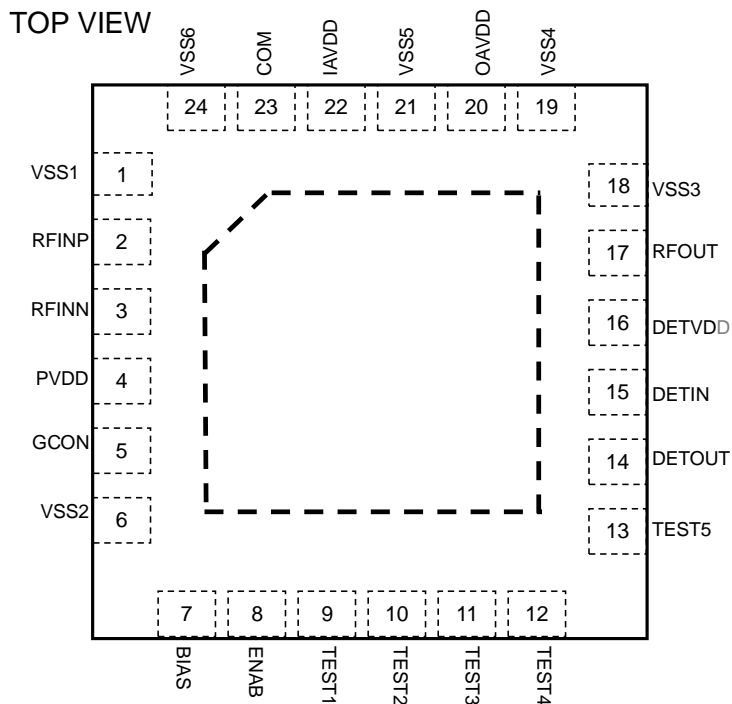 TOP VIEW
VSS6
COM
IAVDD
VSS5
OAVDD
VSS4
24
23
22
21
20
19
VSS1
1
RFINP
2
RFINN
3
PVDD
4
GCON
5
VSS2
6
18
VSS3
17
RFOUT
16
DETVDD
15
DETIN
14
DETOUT
13
TEST5
7
8
9
10
11
12
BIAS
ENAB
TEST1
TEST2
TEST3
TEST4